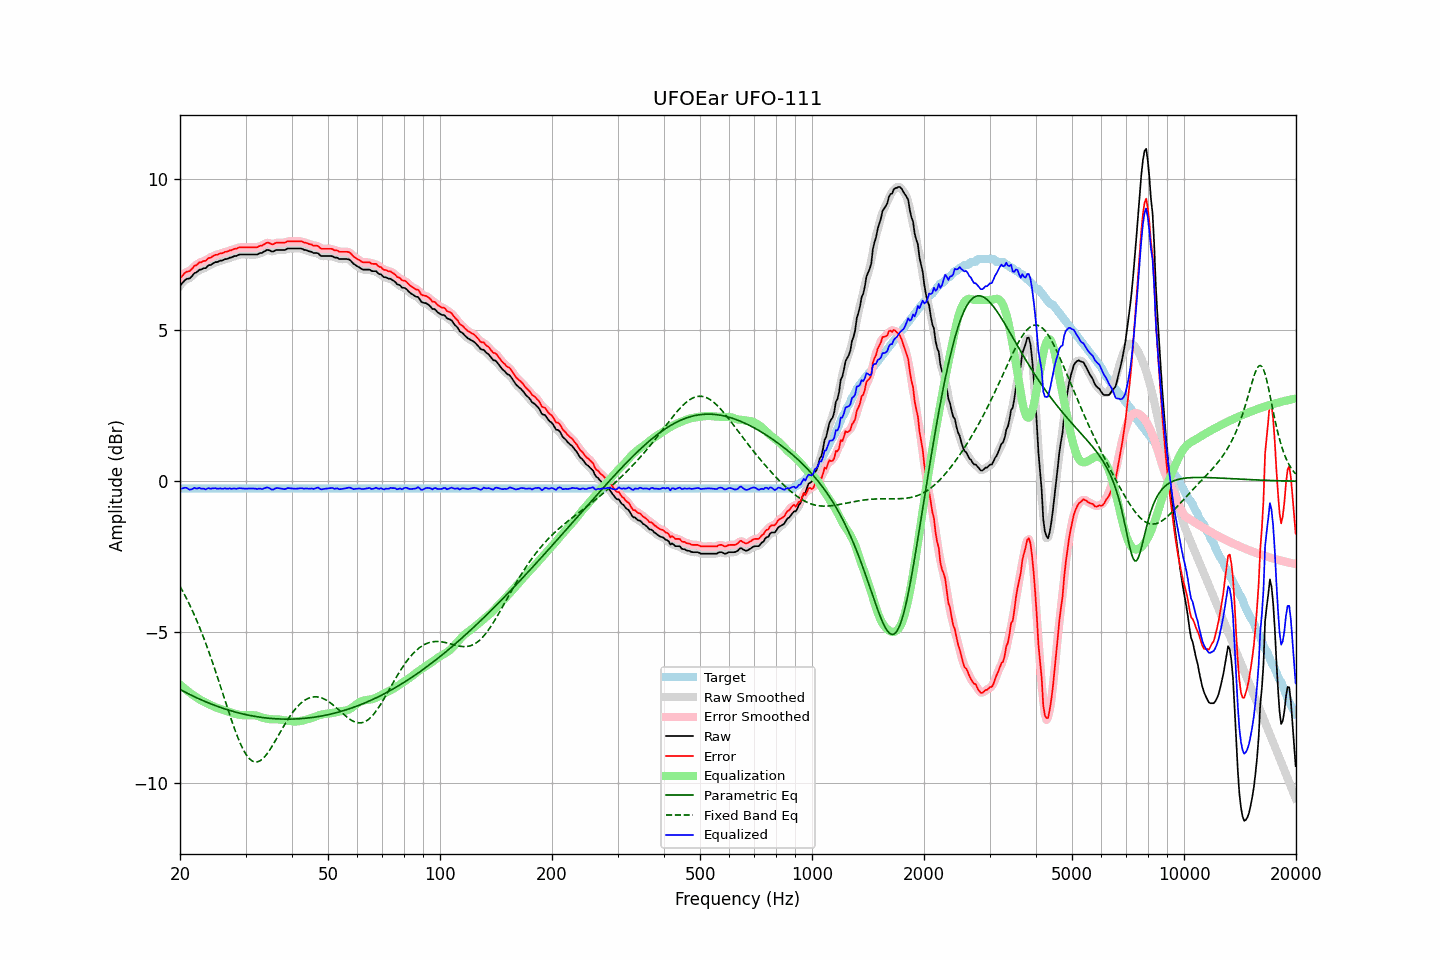 UFOEar UFO-111
Amplitude (dBr)
10
5
0
−5
−10
Target
Raw Smoothed
Error Smoothed
Raw
Error
Equalization
Parametric Eq
Fixed Band Eq
Equalized
20 50 100 200 500 1000 2000 5000 10000 20000
Frequency (Hz)